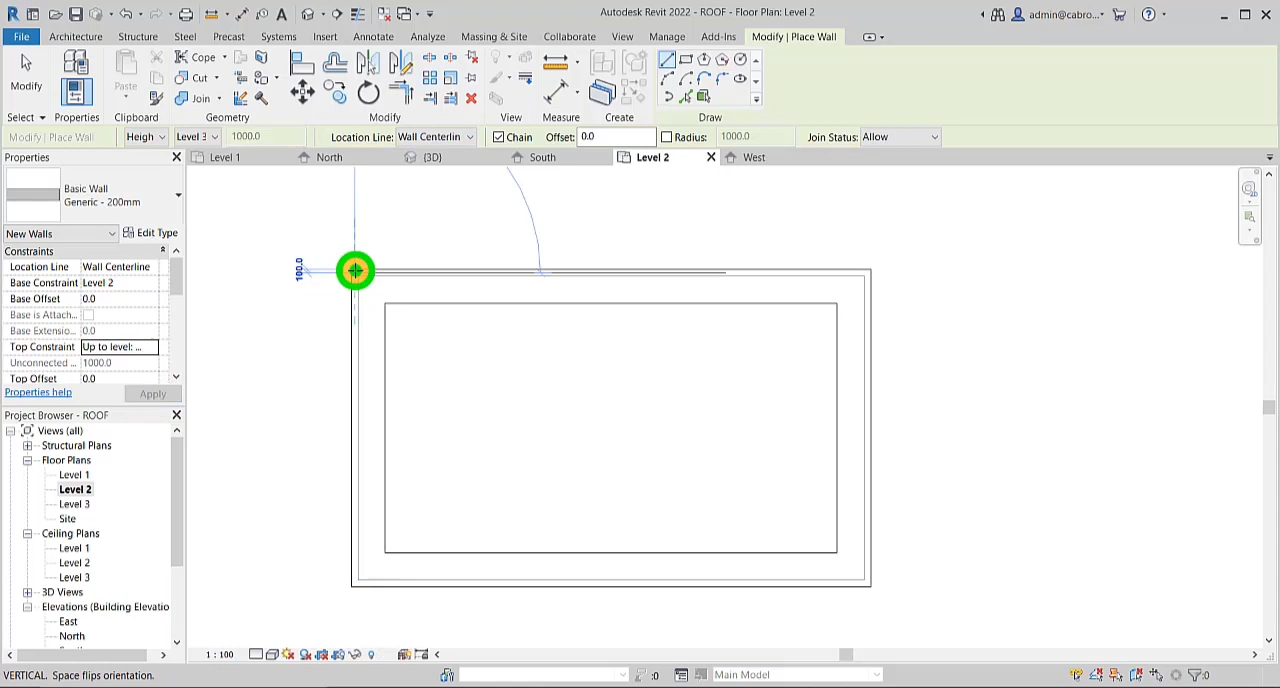 Autodesk Revit 2022 - ROOF - Floor Plan: Level 2
admin@cabro...
File Architecture Structure Steel Precast Systems Insert Annotate Analyze Massing & Site Collaborate View Manage Add-Ins Modify | Place Wall
Modify Paste Cope Cut Join
Select Properties Clipboard Geometry Modify View Measure Create Draw
Modify | Place Wall Heigh Level 3 1000.0 Location Line: Wall Centerlin Chain Offset: 0.0 Radius: 1000.0 Join Status: Allow
Properties
Level 1 North (3D) South Level 2 West
Basic Wall
Generic - 200mm
New Walls Edit Type
Constraints
Location Line Wall Centerline
Base Constraint Level 2
Base Offset 0.0
Base is Attach...
Base Extensio... 0.0
Top Constraint Up to level: ...
Unconnected ... 1000.0
Top Offset 0.0
Properties help Apply
100.0
Project Browser - ROOF
Views (all)
Structural Plans
Floor Plans
Level 1
Level 2
Level 3
Site
Ceiling Plans
Level 1
Level 2
Level 3
3D Views
Elevations (Building Elevatio
East
North
1 : 100
VERTICAL. Space flips orientation. :0 Main Model :0